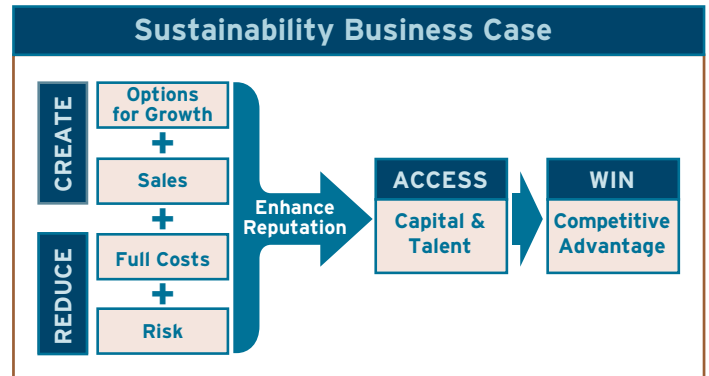 Sustainability Business Case
CREATE
Options
for Growth
+
Sales
+
REDUCE
Full Costs
+
Risk
Enhance
Reputation
ACCESS
Capital &
Talent
WIN
Competitive
Advantage